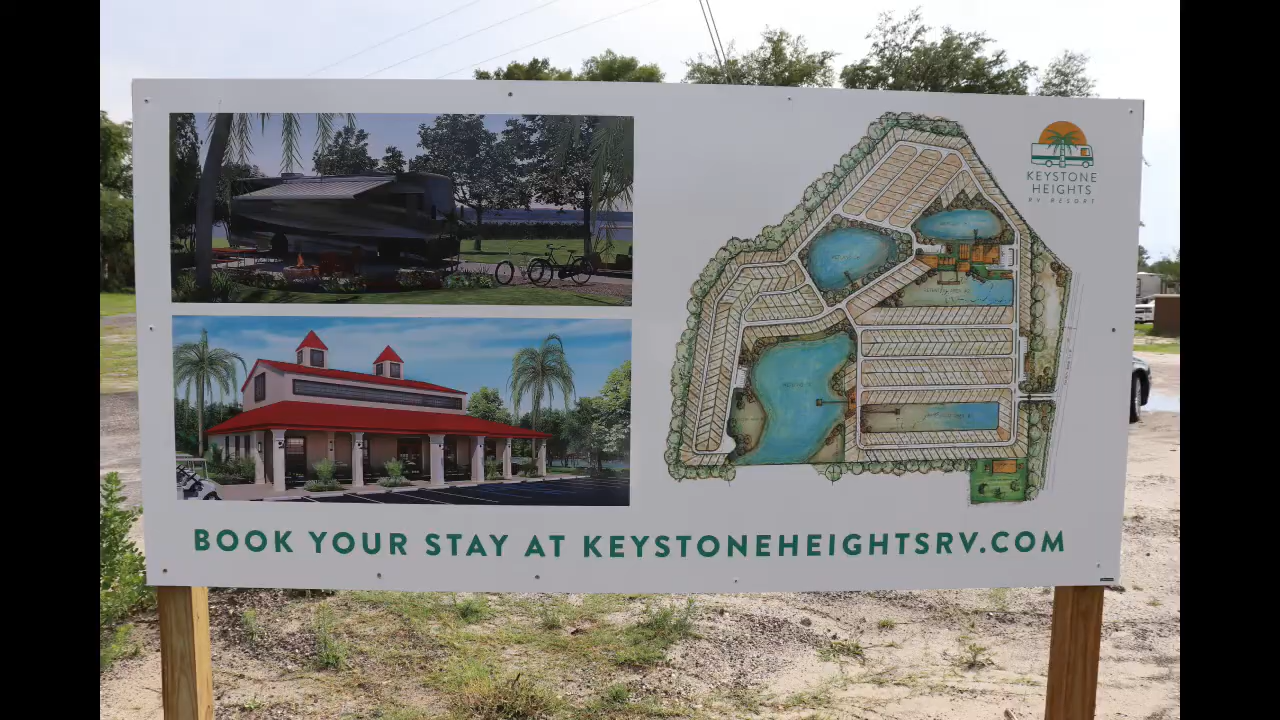 KEYSTONE
HEIGHTS
RV RESORT
BOOK YOUR STAY AT KEYSTONEHEIGHTSRV.COM